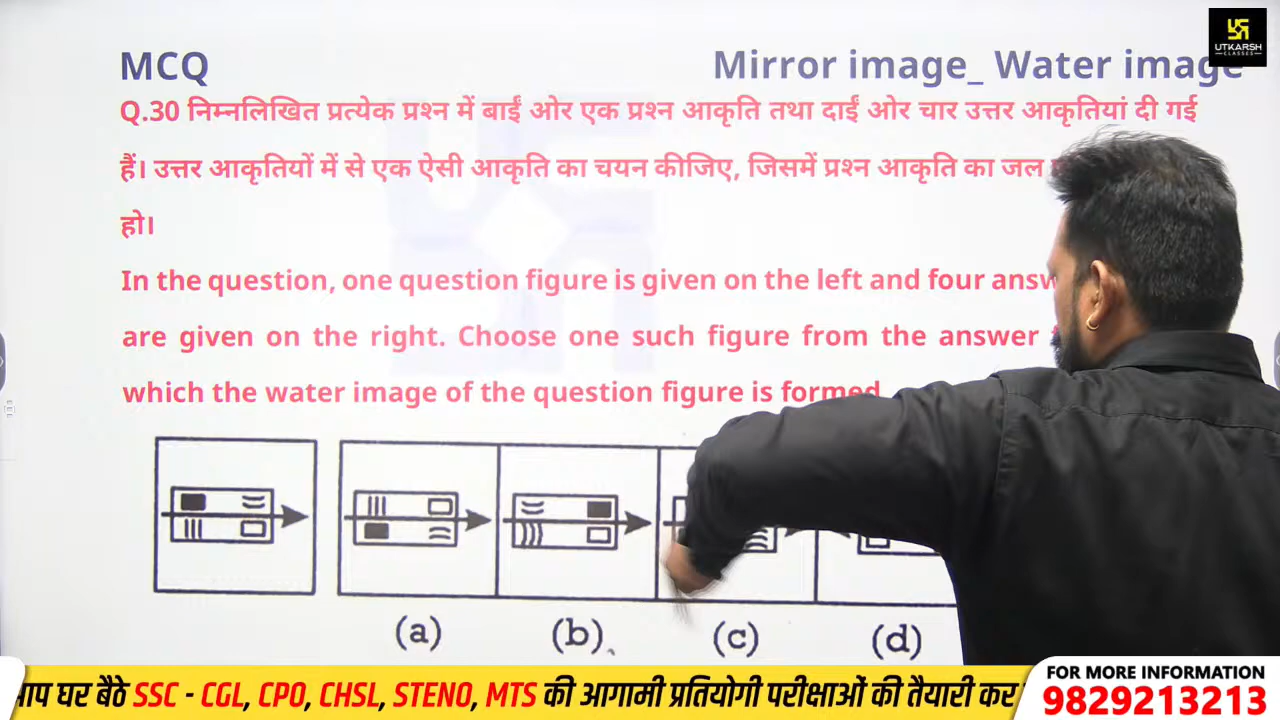 UTKARSH
CLASSES
MCQ
Mirror image_ Water image
Q.30 निम्नलिखित प्रत्येक प्रश्न में बाईं ओर एक प्रश्न आकृति तथा दाईं ओर चार उत्तर आकृतियां दी गई
हैं। उत्तर आकृतियों में से एक ऐसी आकृति का चयन कीजिए, जिसमें प्रश्न आकृति का जल
हो।
In the question, one question figure is given on the left and four
are given on the right. Choose one such figure from the answer
which the water image of the question figure is formed
(a)
(b)
(c)
(d)
घर बैठे SSC - CGL, CPO, CHSL, STENO, MTS की आगामी प्रतियोगी परीक्षाओं की तैयारी कर
FOR MORE INFORMATION
9829213213